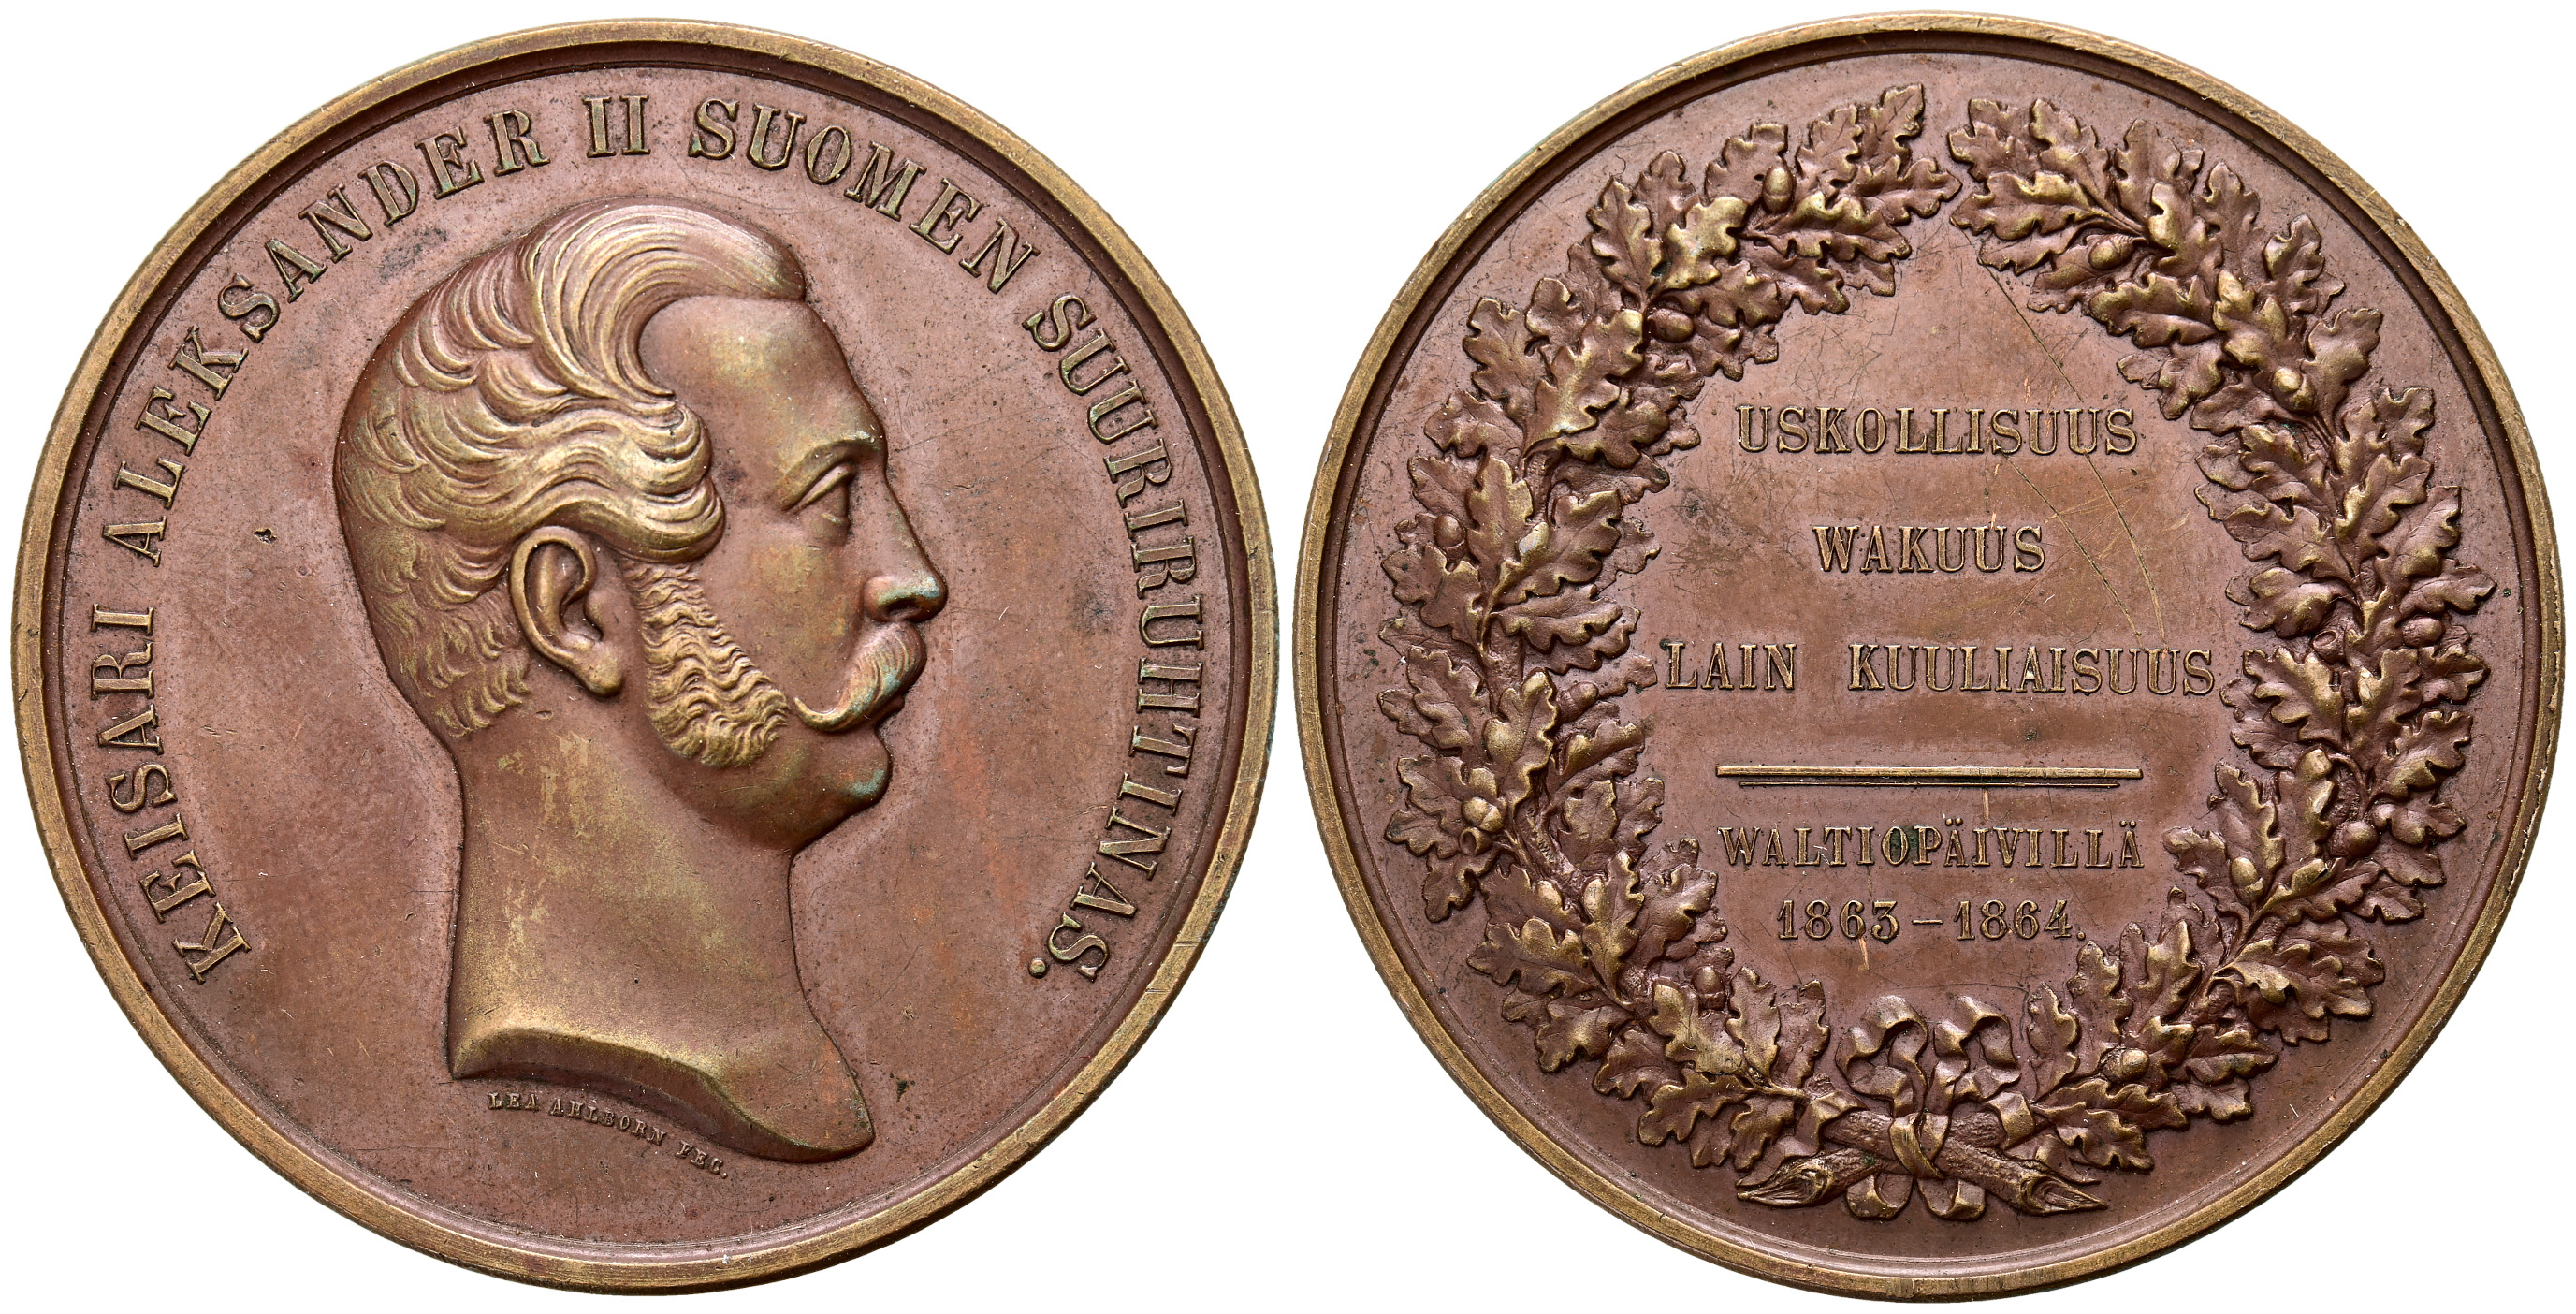 KEISARI ALEKSANDER II SUOMEN SUURIRUHTINAS.
LEA AHLBORN FEC.
USKOLLISUUS
WAKUUS
LAIN KUULIAISUUS
WALTIOPÄIVILLÄ
1863-1864.